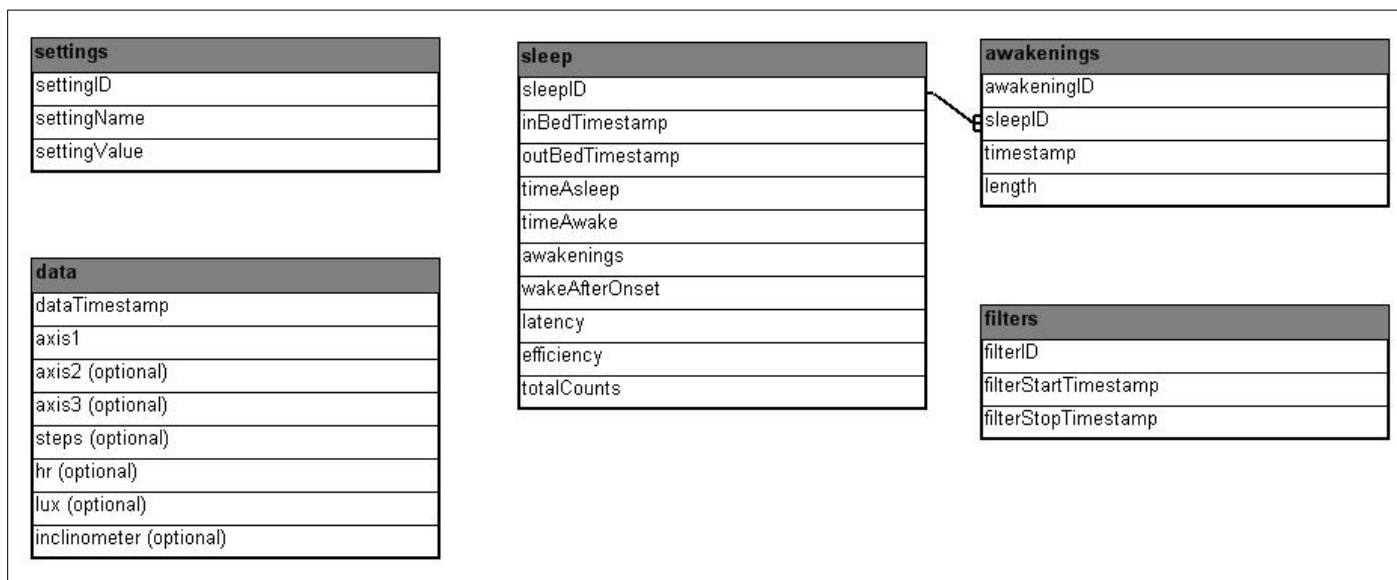 settings
settingID
settingName
settingValue
data
dataTimestamp
axis1
axis2 (optional)
axis3 (optional)
steps (optional)
hr (optional)
lux (optional)
inclinometer (optional)
sleep
sleepID
inBedTimestamp
outBedTimestamp
timeAsleep
timeAwake
awakenings
wakeAfterOnset
latency
efficiency
totalCounts
awakenings
awakeningID
sleepID
timestamp
length
filters
filterID
filterStartTimestamp
filterStopTimestamp